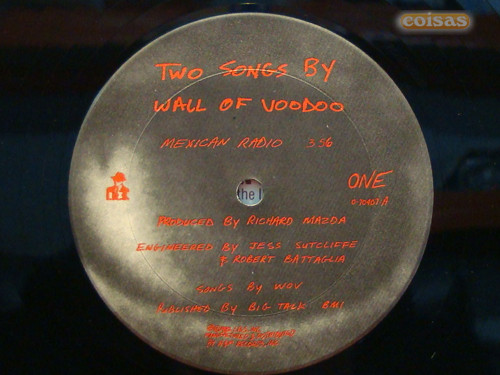 eoisas
TWO SONGS BY
WALL OF VOODOO
MEXICAN RADIO 3:56
ONE
the l
PRODUCED BY RICHARD MAZDA
ENGINEERED BY JESS SUTCLIFFE
& ROBERT BATTAGLIA
SONGS BY WOV
PUBLISHED BY BIG TALK BMI